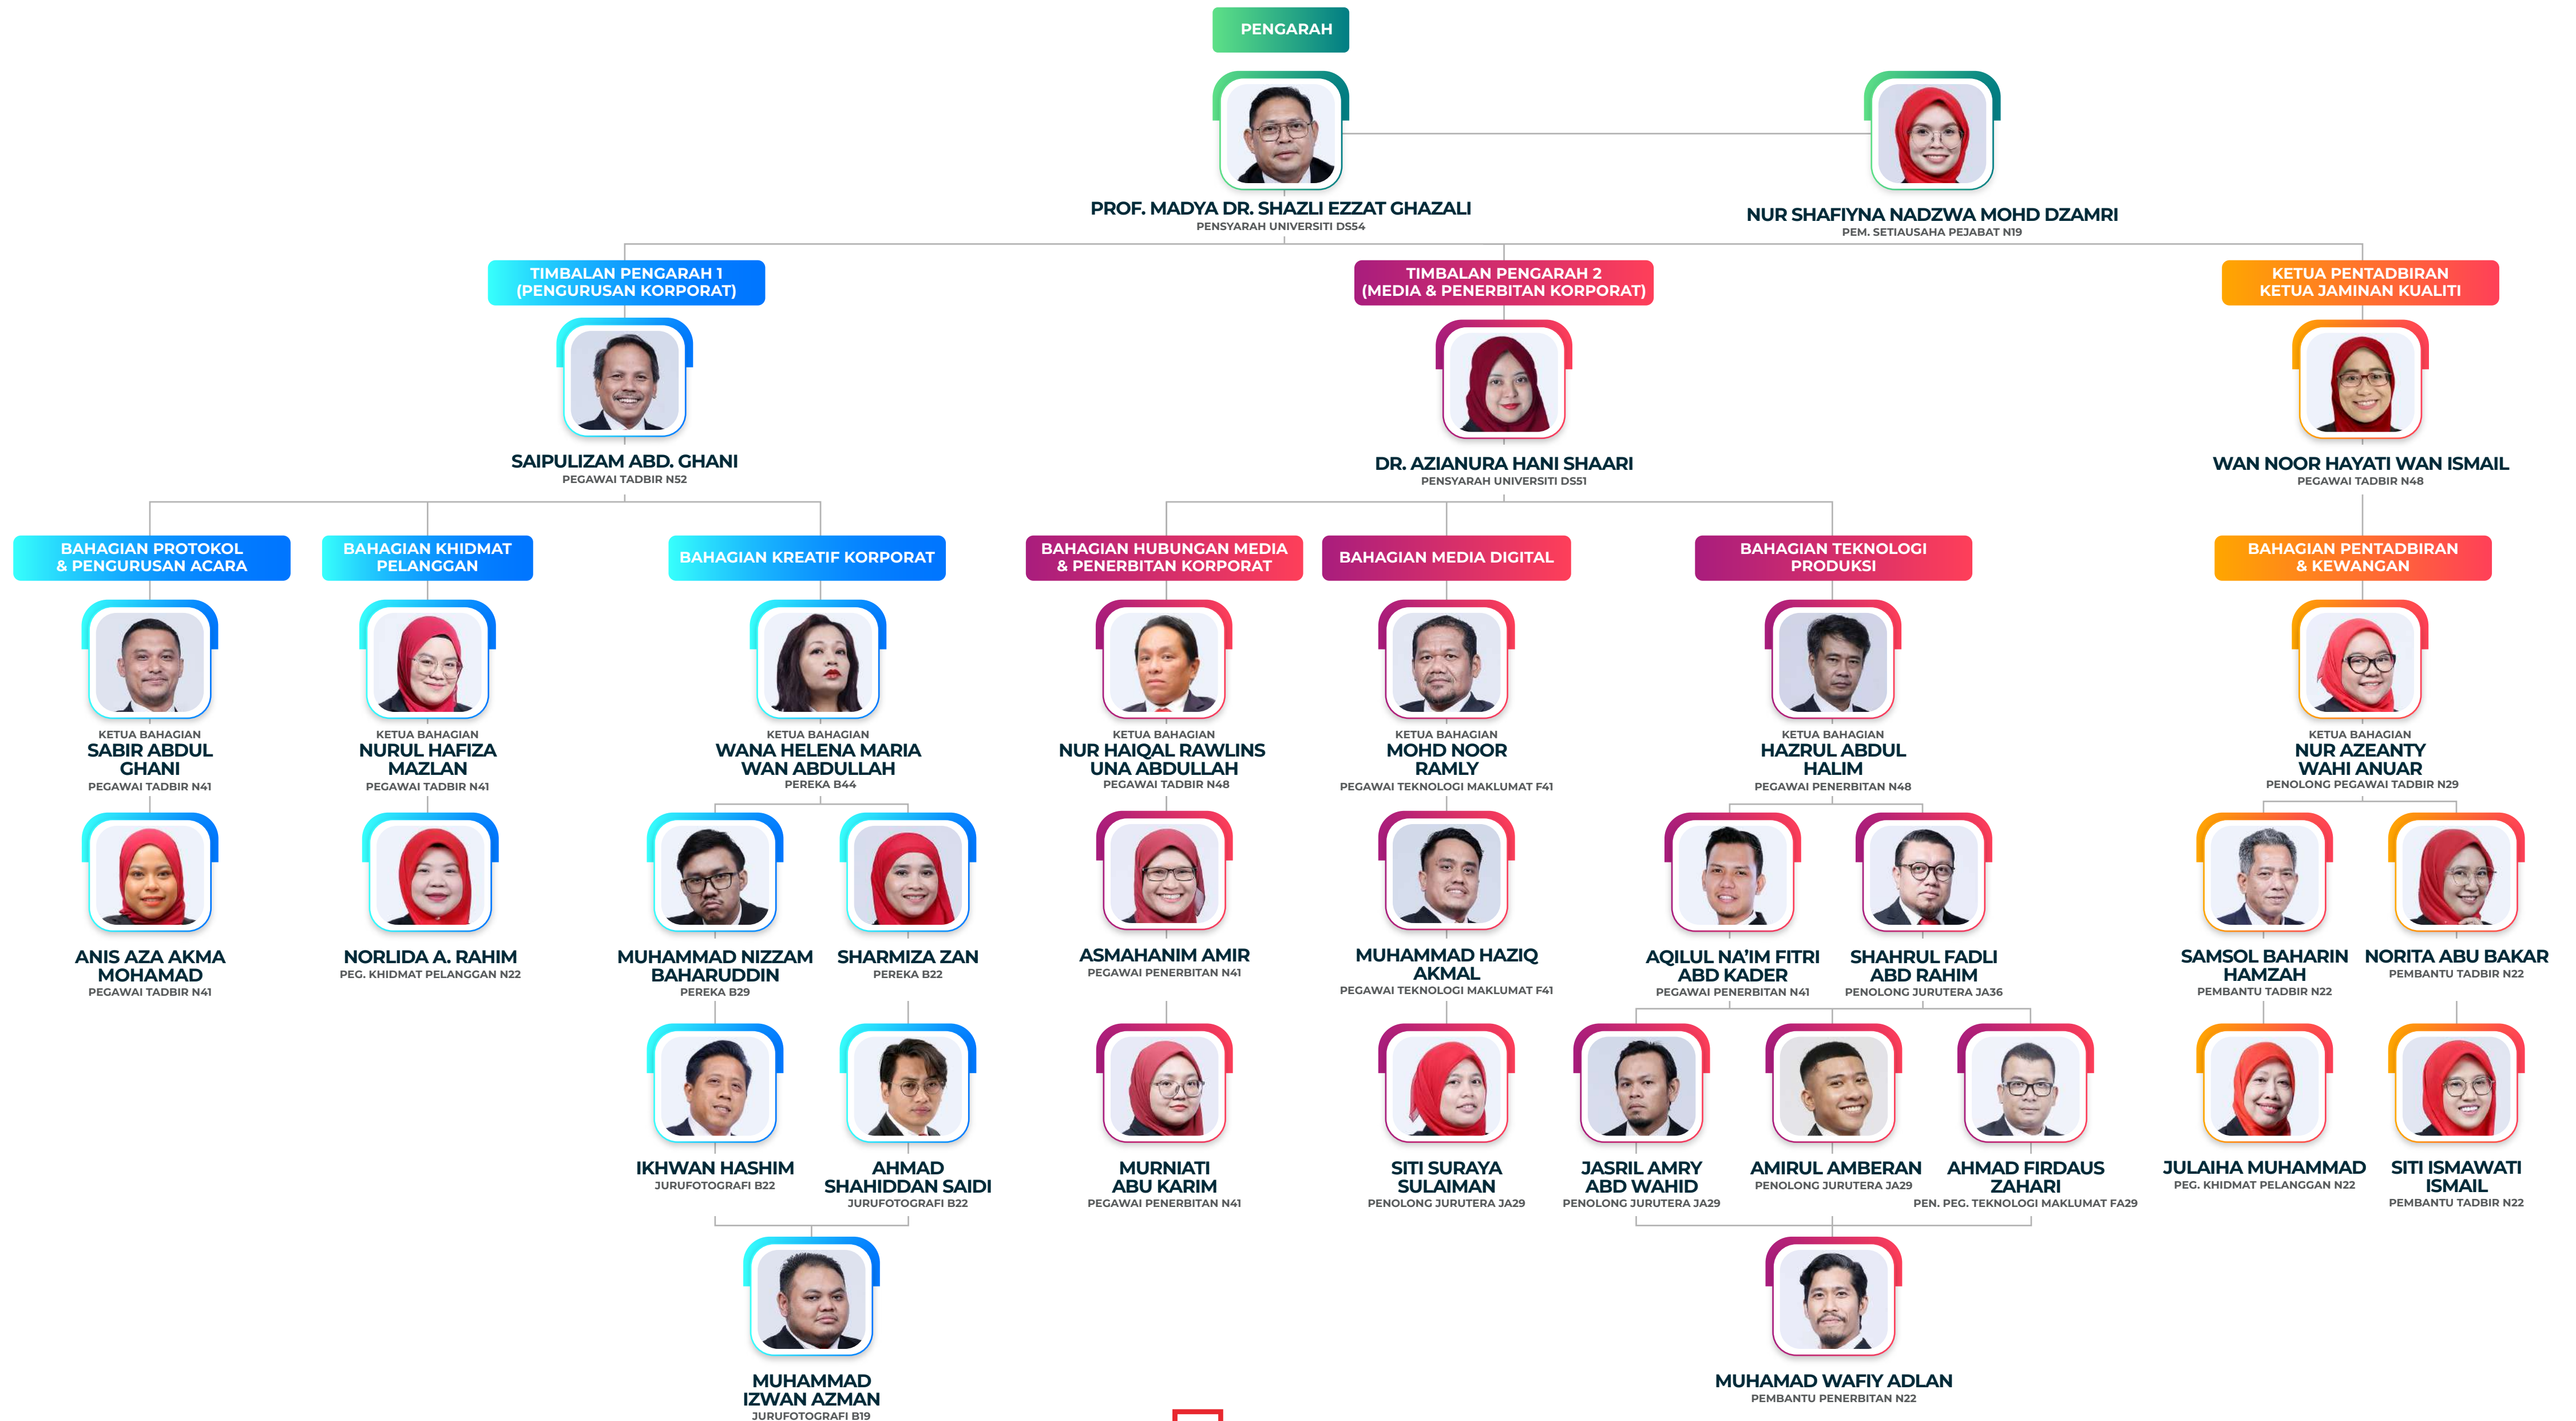 PENGARAH
PROF. MADYA DR. SHAZLI EZZAT GHAZALI
PENSYARAH UNIVERSITI DS54
NUR SHAFIYNA NADZWA MOHD DZAMRI
PEM. SETIAUSAHA PEJABAT N19
TIMBALAN PENGARAH 1
(PENGURUSAN KORPORAT)
SAIPULIZAM ABD. GHANI
PEGAWAI TADBIR N52
TIMBALAN PENGARAH 2
(MEDIA & PENERBITAN KORPORAT)
DR. AZIANURA HANI SHAARI
PENSYARAH UNIVERSITI DS51
KETUA PENTADBIRAN
KETUA JAMINAN KUALITI
WAN NOOR HAYATI WAN ISMAIL
PEGAWAI TADBIR N48
BAHAGIAN PROTOKOL
& PENGURUSAN ACARA
KETUA BAHAGIAN
SABIR ABDUL
GHANI
PEGAWAI TADBIR N41
ANIS AZA AKMA
MOHAMAD
PEGAWAI TADBIR N41
BAHAGIAN KHIDMAT
PELANGGAN
KETUA BAHAGIAN
NURUL HAFIZA
MAZLAN
PEGAWAI TADBIR N41
NORLIDA A. RAHIM
PEG. KHIDMAT PELANGGAN N22
BAHAGIAN KREATIF KORPORAT
KETUA BAHAGIAN
WANA HELENA MARIA
WAN ABDULLAH
PEREKA B44
MUHAMMAD NIZZAM
BAHARUDDIN
PEREKA B29
SHARMIZA ZAN
PEREKA B22
IKHWAN HASHIM
JURUFOTOGRAFI B22
AHMAD
SHAHIDDAN SAIDI
JURUFOTOGRAFI B22
MUHAMMAD
IZWAN AZMAN
JURUFOTOGRAFI B19
BAHAGIAN HUBUNGAN MEDIA
& PENERBITAN KORPORAT
KETUA BAHAGIAN
NUR HAIQAL RAWLINS
UNA ABDULLAH
PEGAWAI TADBIR N48
ASMAHANIM AMIR
PEGAWAI PENERBITAN N41
MURNIATI
ABU KARIM
PEGAWAI PENERBITAN N41
BAHAGIAN MEDIA DIGITAL
KETUA BAHAGIAN
MOHD NOOR
RAMLY
PEGAWAI TEKNOLOGI MAKLUMAT F41
MUHAMMAD HAZIQ
AKMAL
PEGAWAI TEKNOLOGI MAKLUMAT F41
SITI SURAYA
SULAIMAN
PENOLONG JURUTERA JA29
BAHAGIAN TEKNOLOGI
PRODUKSI
KETUA BAHAGIAN
HAZRUL ABDUL
HALIM
PEGAWAI PENERBITAN N48
AQILUL NA’IM FITRI
ABD KADER
PEGAWAI PENERBITAN N41
SHAHRUL FADLI
ABD RAHIM
PENOLONG JURUTERA JA36
JASRIL AMRY
ABD WAHID
PENOLONG JURUTERA JA29
AMIRUL AMBERAN
PENOLONG JURUTERA JA29
AHMAD FIRDAUS
ZAHARI
PEN. PEG. TEKNOLOGI MAKLUMAT FA29
MUHAMAD WAFIY ADLAN
PEMBANTU PENERBITAN N22
BAHAGIAN PENTADBIRAN
& KEWANGAN
KETUA BAHAGIAN
NUR AZEANTY
WAHI ANUAR
PENOLONG PEGAWAI TADBIR N29
SAMSOL BAHARIN
HAMZAH
PEMBANTU TADBIR N22
NORITA ABU BAKAR
PEMBANTU TADBIR N22
JULAIHA MUHAMMAD
PEG. KHIDMAT PELANGGAN N22
SITI ISMAWATI
ISMAIL
PEMBANTU TADBIR N22